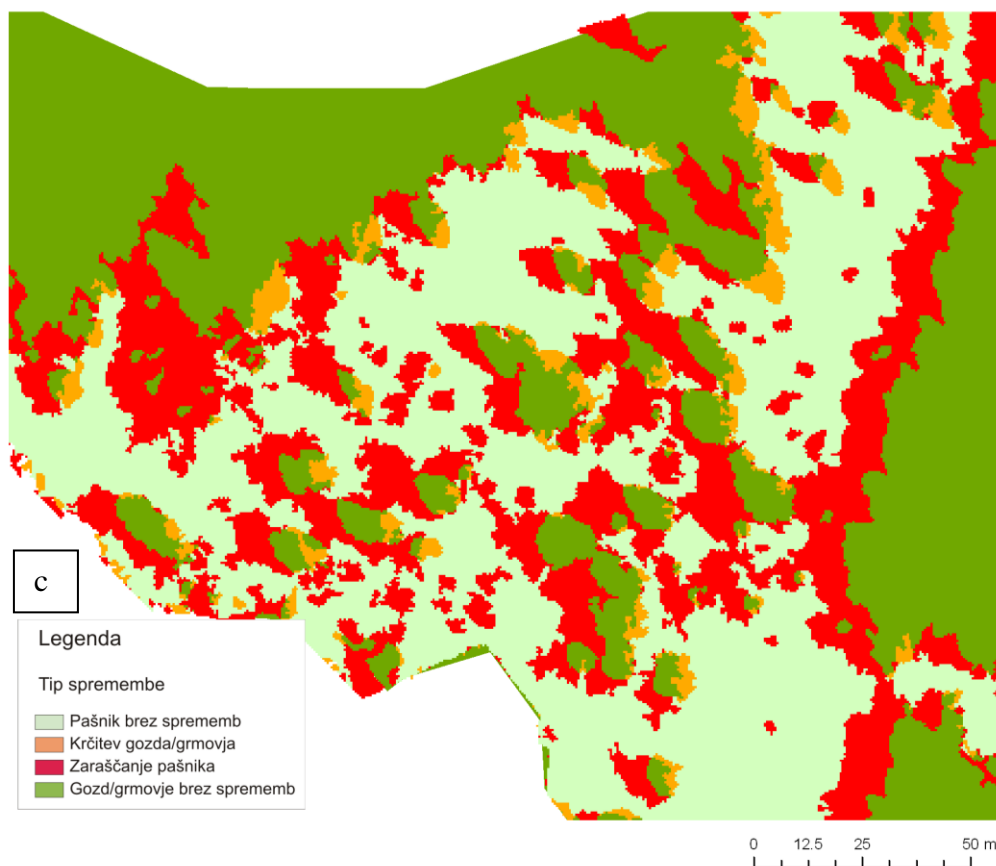 c
Legenda
Tip spremembe
Pašnik brez sprememb
Krčitev gozda/grmovja
Zaraščanje pašnika
Gozd/grmovje brez sprememb
0 12.5 25 50 m